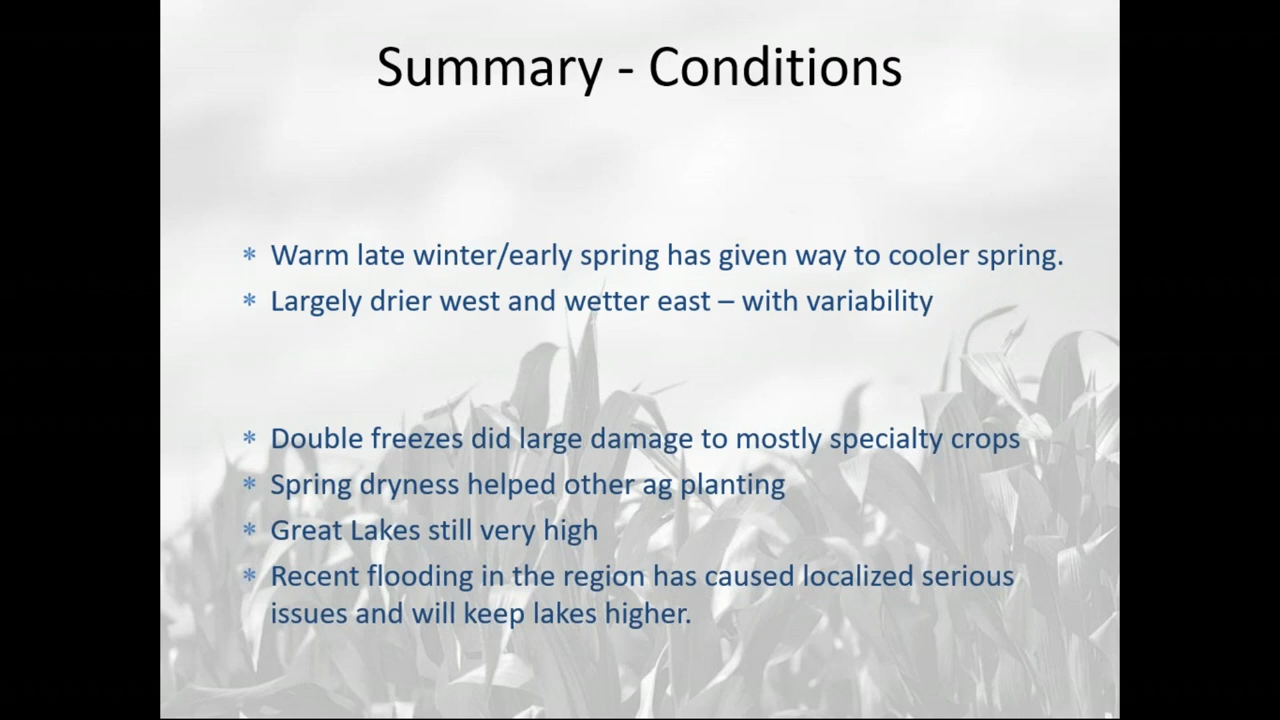 Summary - Conditions
* Warm late winter/early spring has given way to cooler spring.
* Largely drier west and wetter east – with variability
* Double freezes did large damage to mostly specialty crops
* Spring dryness helped other ag planting
* Great Lakes still very high
* Recent flooding in the region has caused localized serious
issues and will keep lakes higher.